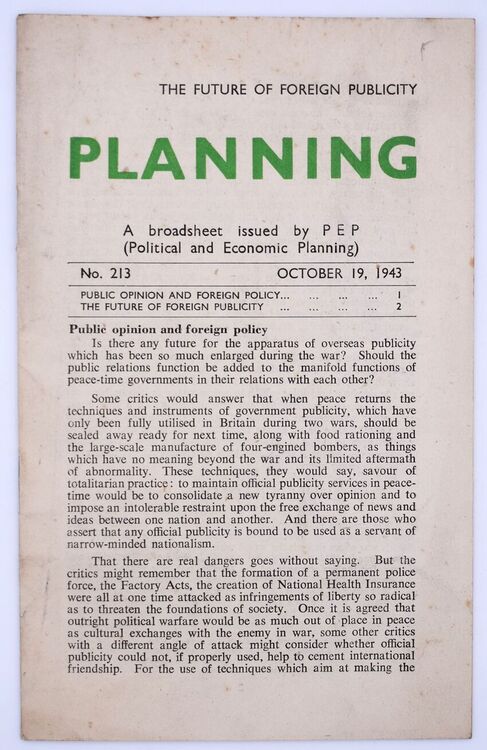 THE FUTURE OF FOREIGN PUBLICITY
PLANNING
A broadsheet issued by PEP
(Political and Economic Planning)
No. 213 OCTOBER 19, 1943
PUBLIC OPINION AND FOREIGN POLICY... ... ... ... 1
THE FUTURE OF FOREIGN PUBLICITY ... ... ... ... 2
Public opinion and foreign policy
Is there any future for the apparatus of overseas publicity
which has been so much enlarged during the war? Should the
public relations function be added to the manifold functions of
peace-time governments in their relations with each other?
Some critics would answer that when peace returns the
techniques and instruments of government publicity, which have
only been fully utilised in Britain during two wars, should be
sealed away ready for next time, along with food rationing and
the large-scale manufacture of four-engined bombers, as things
which have no meaning beyond the war and its limited aftermath
of abnormality. These techniques, they would say, savour of
totalitarian practice: to maintain official publicity services in peace-
time would be to consolidate a new tyranny over opinion and to
impose an intolerable restraint upon the free exchange of news and
ideas between one nation and another. And there are those who
assert that any official publicity is bound to be used as a servant of
narrow-minded nationalism.
That there are real dangers goes without saying. But the
critics might remember that the formation of a permanent police
force, the Factory Acts, the creation of National Health Insurance
were all at one time attacked as infringements of liberty so radical
as to threaten the foundations of society. Once it is agreed that
outright political warfare would be as much out of place in peace
as cultural exchanges with the enemy in war, some other critics
with a different angle of attack might consider whether official
publicity could not, if properly used, help to cement international
friendship. For the use of techniques which aim at making the